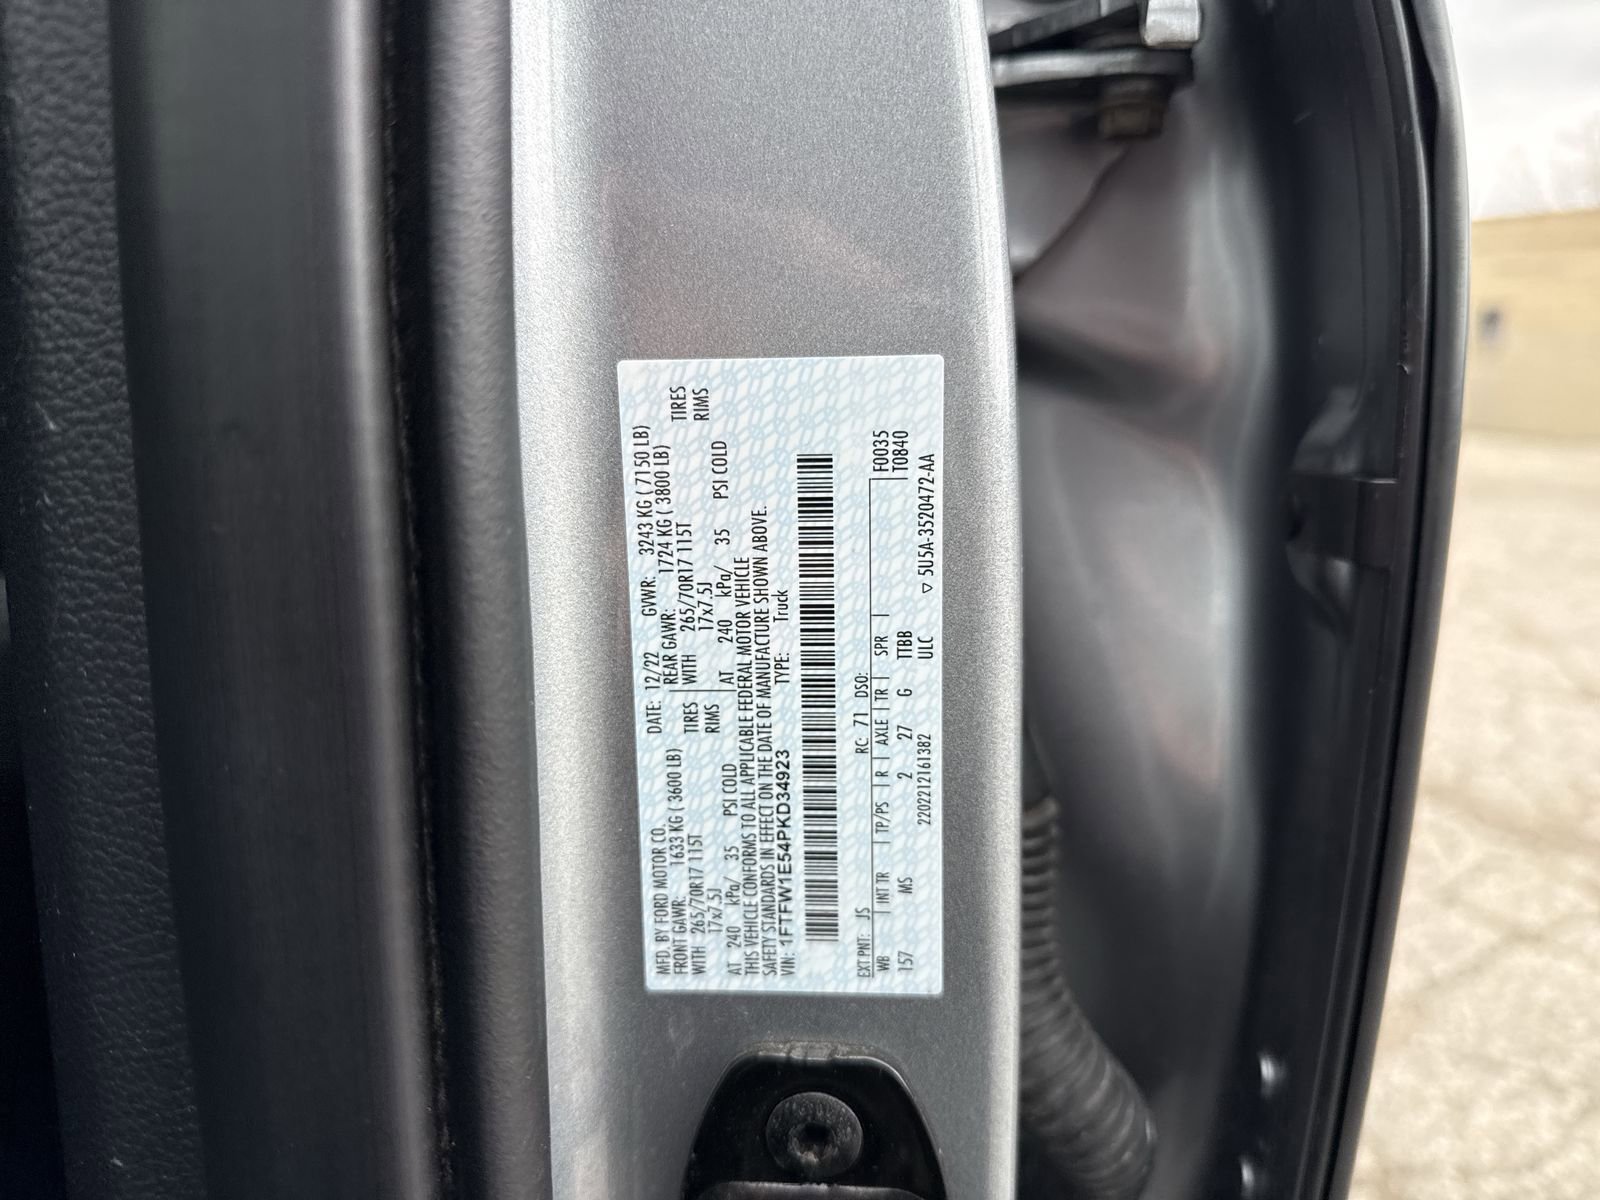 MFD. BY FORD MOTOR CO. DATE: 12/22 GVWR: 3243 KG ( 7150 LB)
FRONT GAWR: 1633 KG ( 3600 LB) REAR GAWR: 1724 KG ( 3800 LB)
WITH 265/70R17 115T TIRES WITH 265/70R17 115T TIRES
17x7.5J RIMS 17x7.5J RIMS
AT 240 kPa/ 35 PSI COLD AT 240 kPa/ 35 PSI COLD
THIS VEHICLE CONFORMS TO ALL APPLICABLE FEDERAL MOTOR VEHICLE
SAFETY STANDARDS IN EFFECT ON THE DATE OF MANUFACTURE SHOWN ABOVE.
VIN: 1FTFW1E54PKD34923 TYPE: Truck
EXT PNT: JS RC: 71 DSO: F0035
WB | INT TR | TP/PS | R | AXLE | TR | SPR | T0840
157 MS 2 27 G TTBB
2202212161382 ULC ▽ 5U5A-3520472-AA